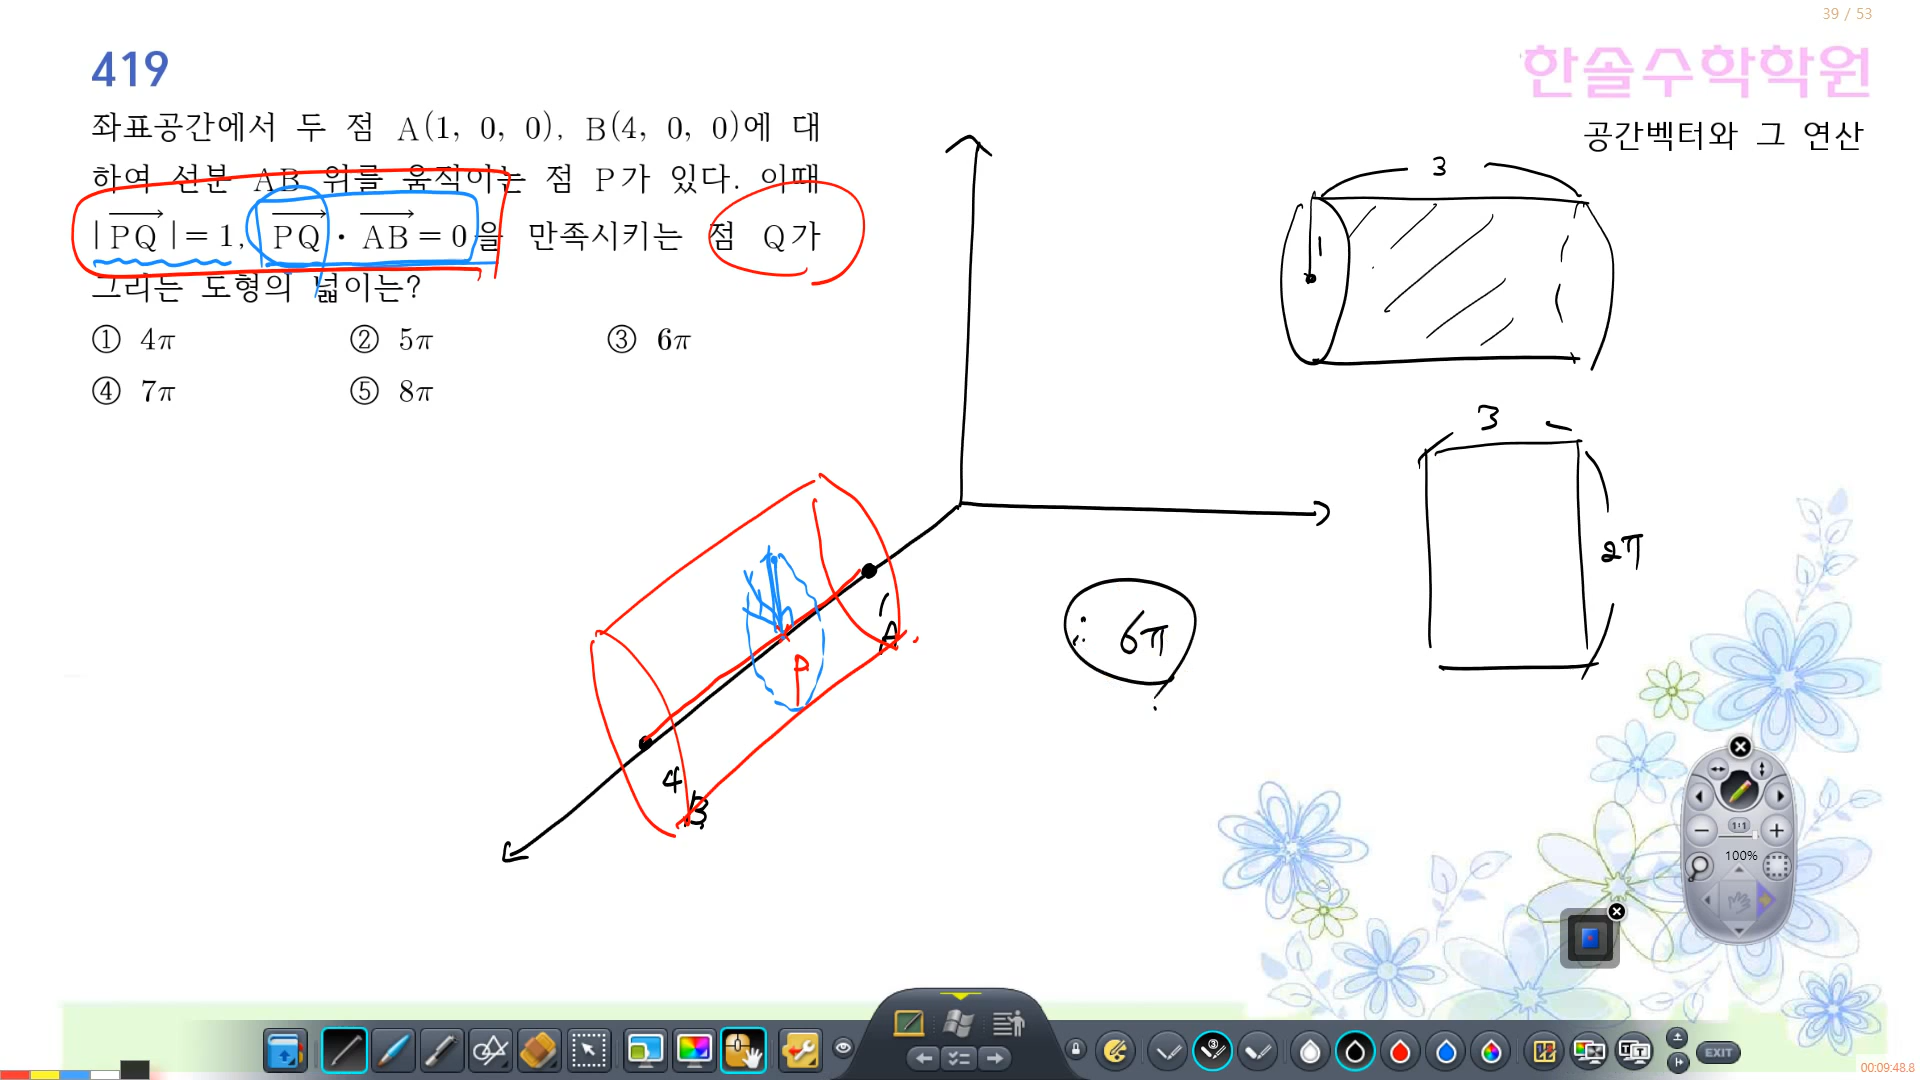 39 / 53
419
한솔수학학원
공간벡터와 그 연산
좌표공간에서 두 점 A(1, 0, 0), B(4, 0, 0)에 대
하여 선분 AB 위를 움직이는 점 P가 있다. 이때
|PQ|=1, PQ · AB=0을 만족시키는 점 Q가
그리는 도형의 넓이는?
① 4π ② 5π ③ 6π
④ 7π ⑤ 8π
3
1
3
2π
1
A
P
4
B
∴ 6π
1:1
100%
EXIT
00:09:48.8